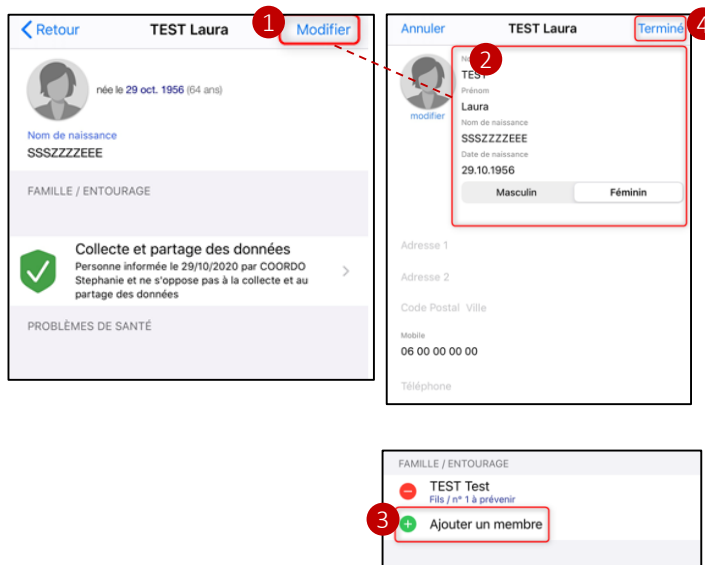 Retour TEST Laura 1 Modifier
née le 29 oct. 1956 (64 ans)
Nom de naissance
SSSZZZZEEE
FAMILLE / ENTOURAGE
Collecte et partage des données
Personne informée le 29/10/2020 par COORDO
Stephanie et ne s'oppose pas à la collecte et au
partage des données
PROBLÈMES DE SANTÉ
Annuler TEST Laura Terminé 4
2
TEST
Prénom
modifier
Laura
Nom de naissance
SSSZZZZEEE
Date de naissance
29.10.1956
Masculin Féminin
Adresse 1
Adresse 2
Code Postal Ville
Mobile
06 00 00 00 00
Téléphone
FAMILLE / ENTOURAGE
TEST Test
Fils / n° 1 à prévenir
3 Ajouter un membre